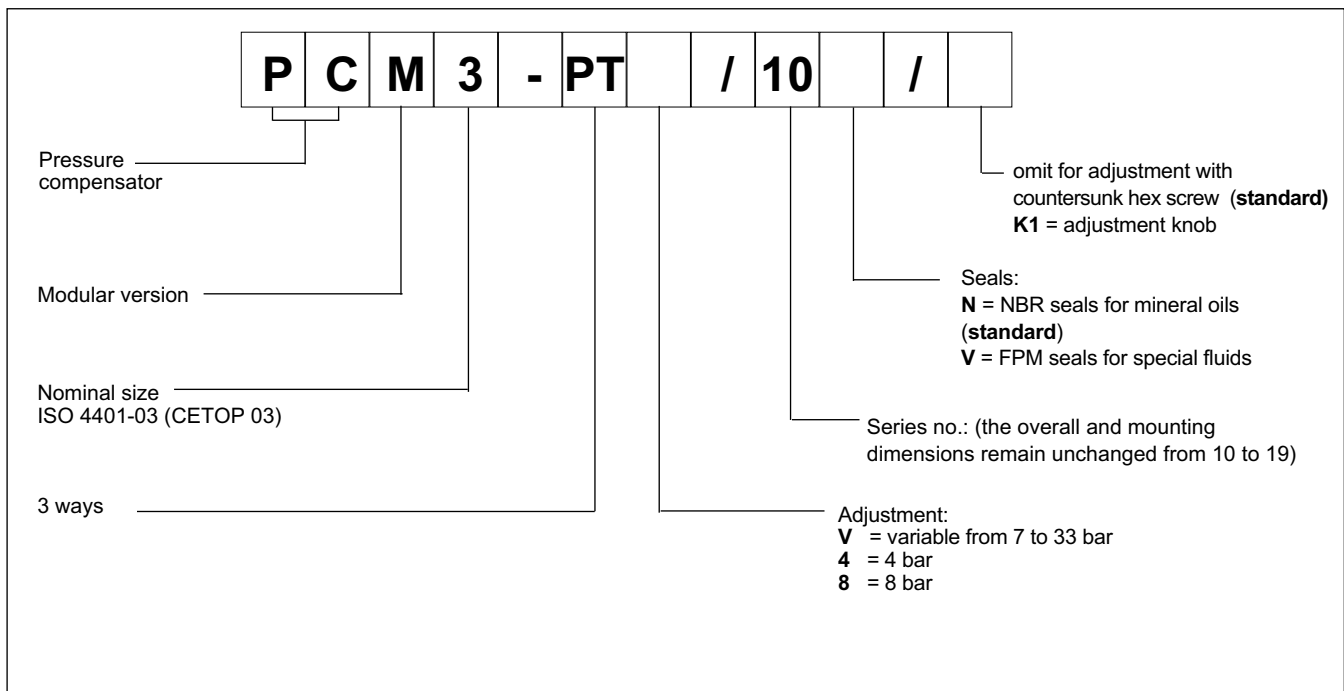 P C M 3 - PT / 10 /
Pressure
compensator
Modular version
Nominal size
ISO 4401-03 (CETOP 03)
3 ways
omit for adjustment with
countersunk hex screw (standard)
K1 = adjustment knob
Seals:
N = NBR seals for mineral oils
(standard)
V = FPM seals for special fluids
Series no.: (the overall and mounting
dimensions remain unchanged from 10 to 19)
Adjustment:
V = variable from 7 to 33 bar
4 = 4 bar
8 = 8 bar